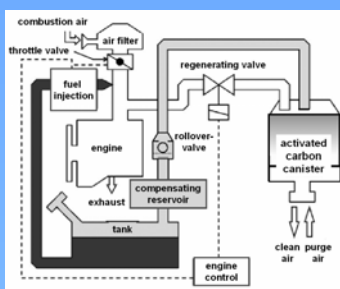 combustion air
air filter
throttle valve
fuel
injection
regenerating valve
engine
rollover-
valve
activated
carbon
canister
compensating
reservoir
exhaust
tank
clean
air
purge
air
engine
control